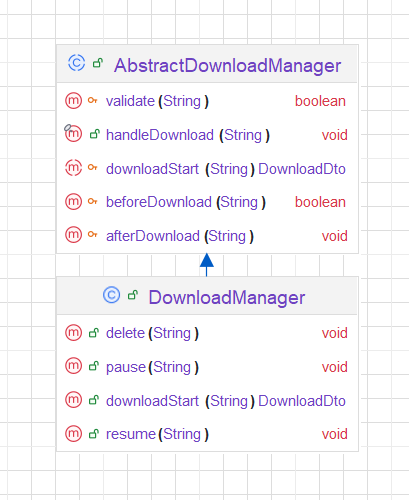 AbstractDownloadManager
validate(String) boolean
handleDownload (String) void
downloadStart (String) DownloadDto
beforeDownload (String) boolean
afterDownload (String) void
DownloadManager
delete(String) void
pause(String) void
downloadStart (String) DownloadDto
resume(String) void